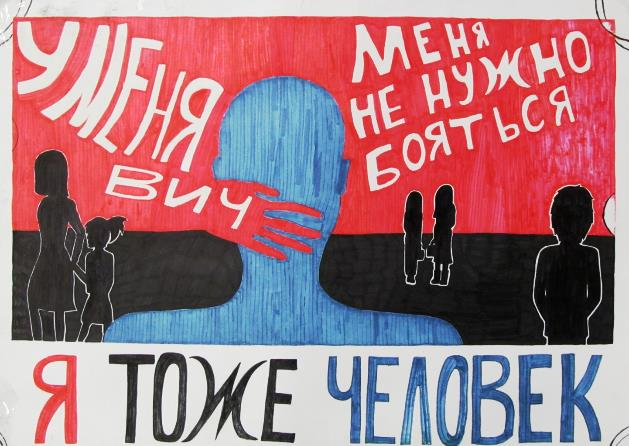 У МЕНЯ
ВИЧ
МЕНЯ
НЕ НУЖНО
БОЯТЬСЯ
Я ТОЖЕ ЧЕЛОВЕК